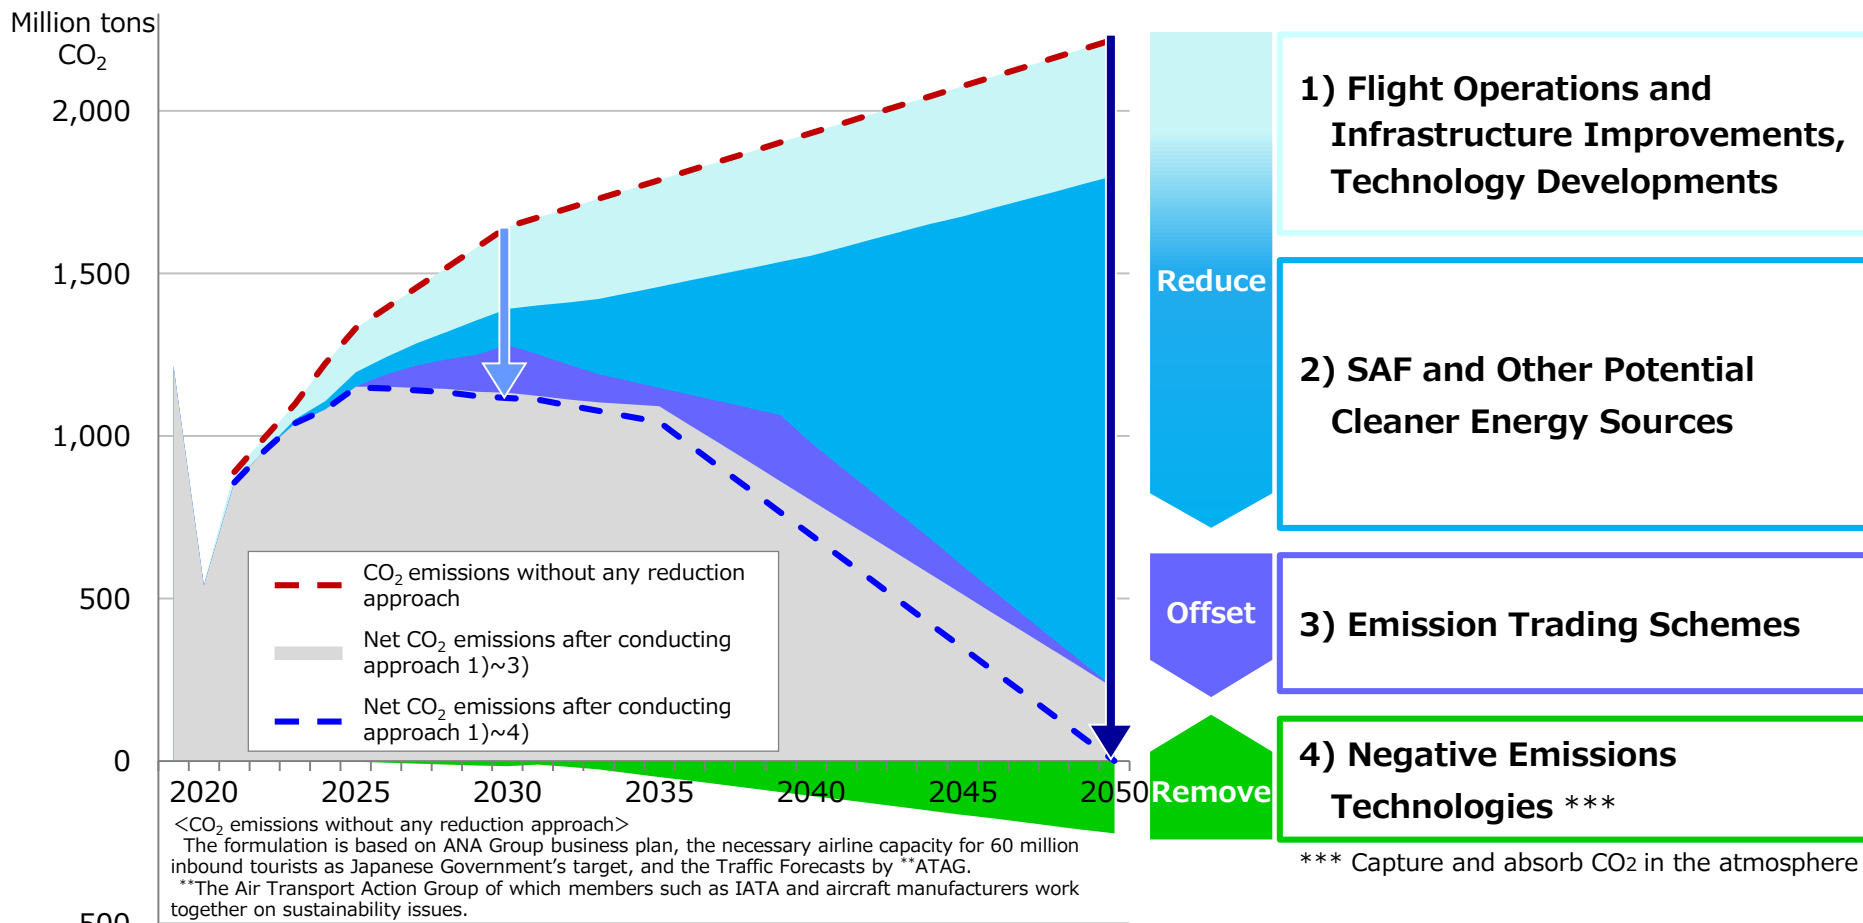 Million tons
CO₂
2,000
1,500
1,000
500
0
500
2020
2025
2030
2035
2040
2045
2050
CO₂ emissions without any reduction
approach
Net CO₂ emissions after conducting
approach 1)~3)
Net CO₂ emissions after conducting
approach 1)~4)
<CO₂ emissions without any reduction approach>
The formulation is based on ANA Group business plan, the necessary airline capacity for 60 million
inbound tourists as Japanese Government's target, and the Traffic Forecasts by **ATAG.
**The Air Transport Action Group of which members such as IATA and aircraft manufacturers work
together on sustainability issues.
Reduce
Offset
Remove
1) Flight Operations and
Infrastructure Improvements,
Technology Developments
2) SAF and Other Potential
Cleaner Energy Sources
3) Emission Trading Schemes
4) Negative Emissions
Technologies ***
*** Capture and absorb CO2 in the atmosphere